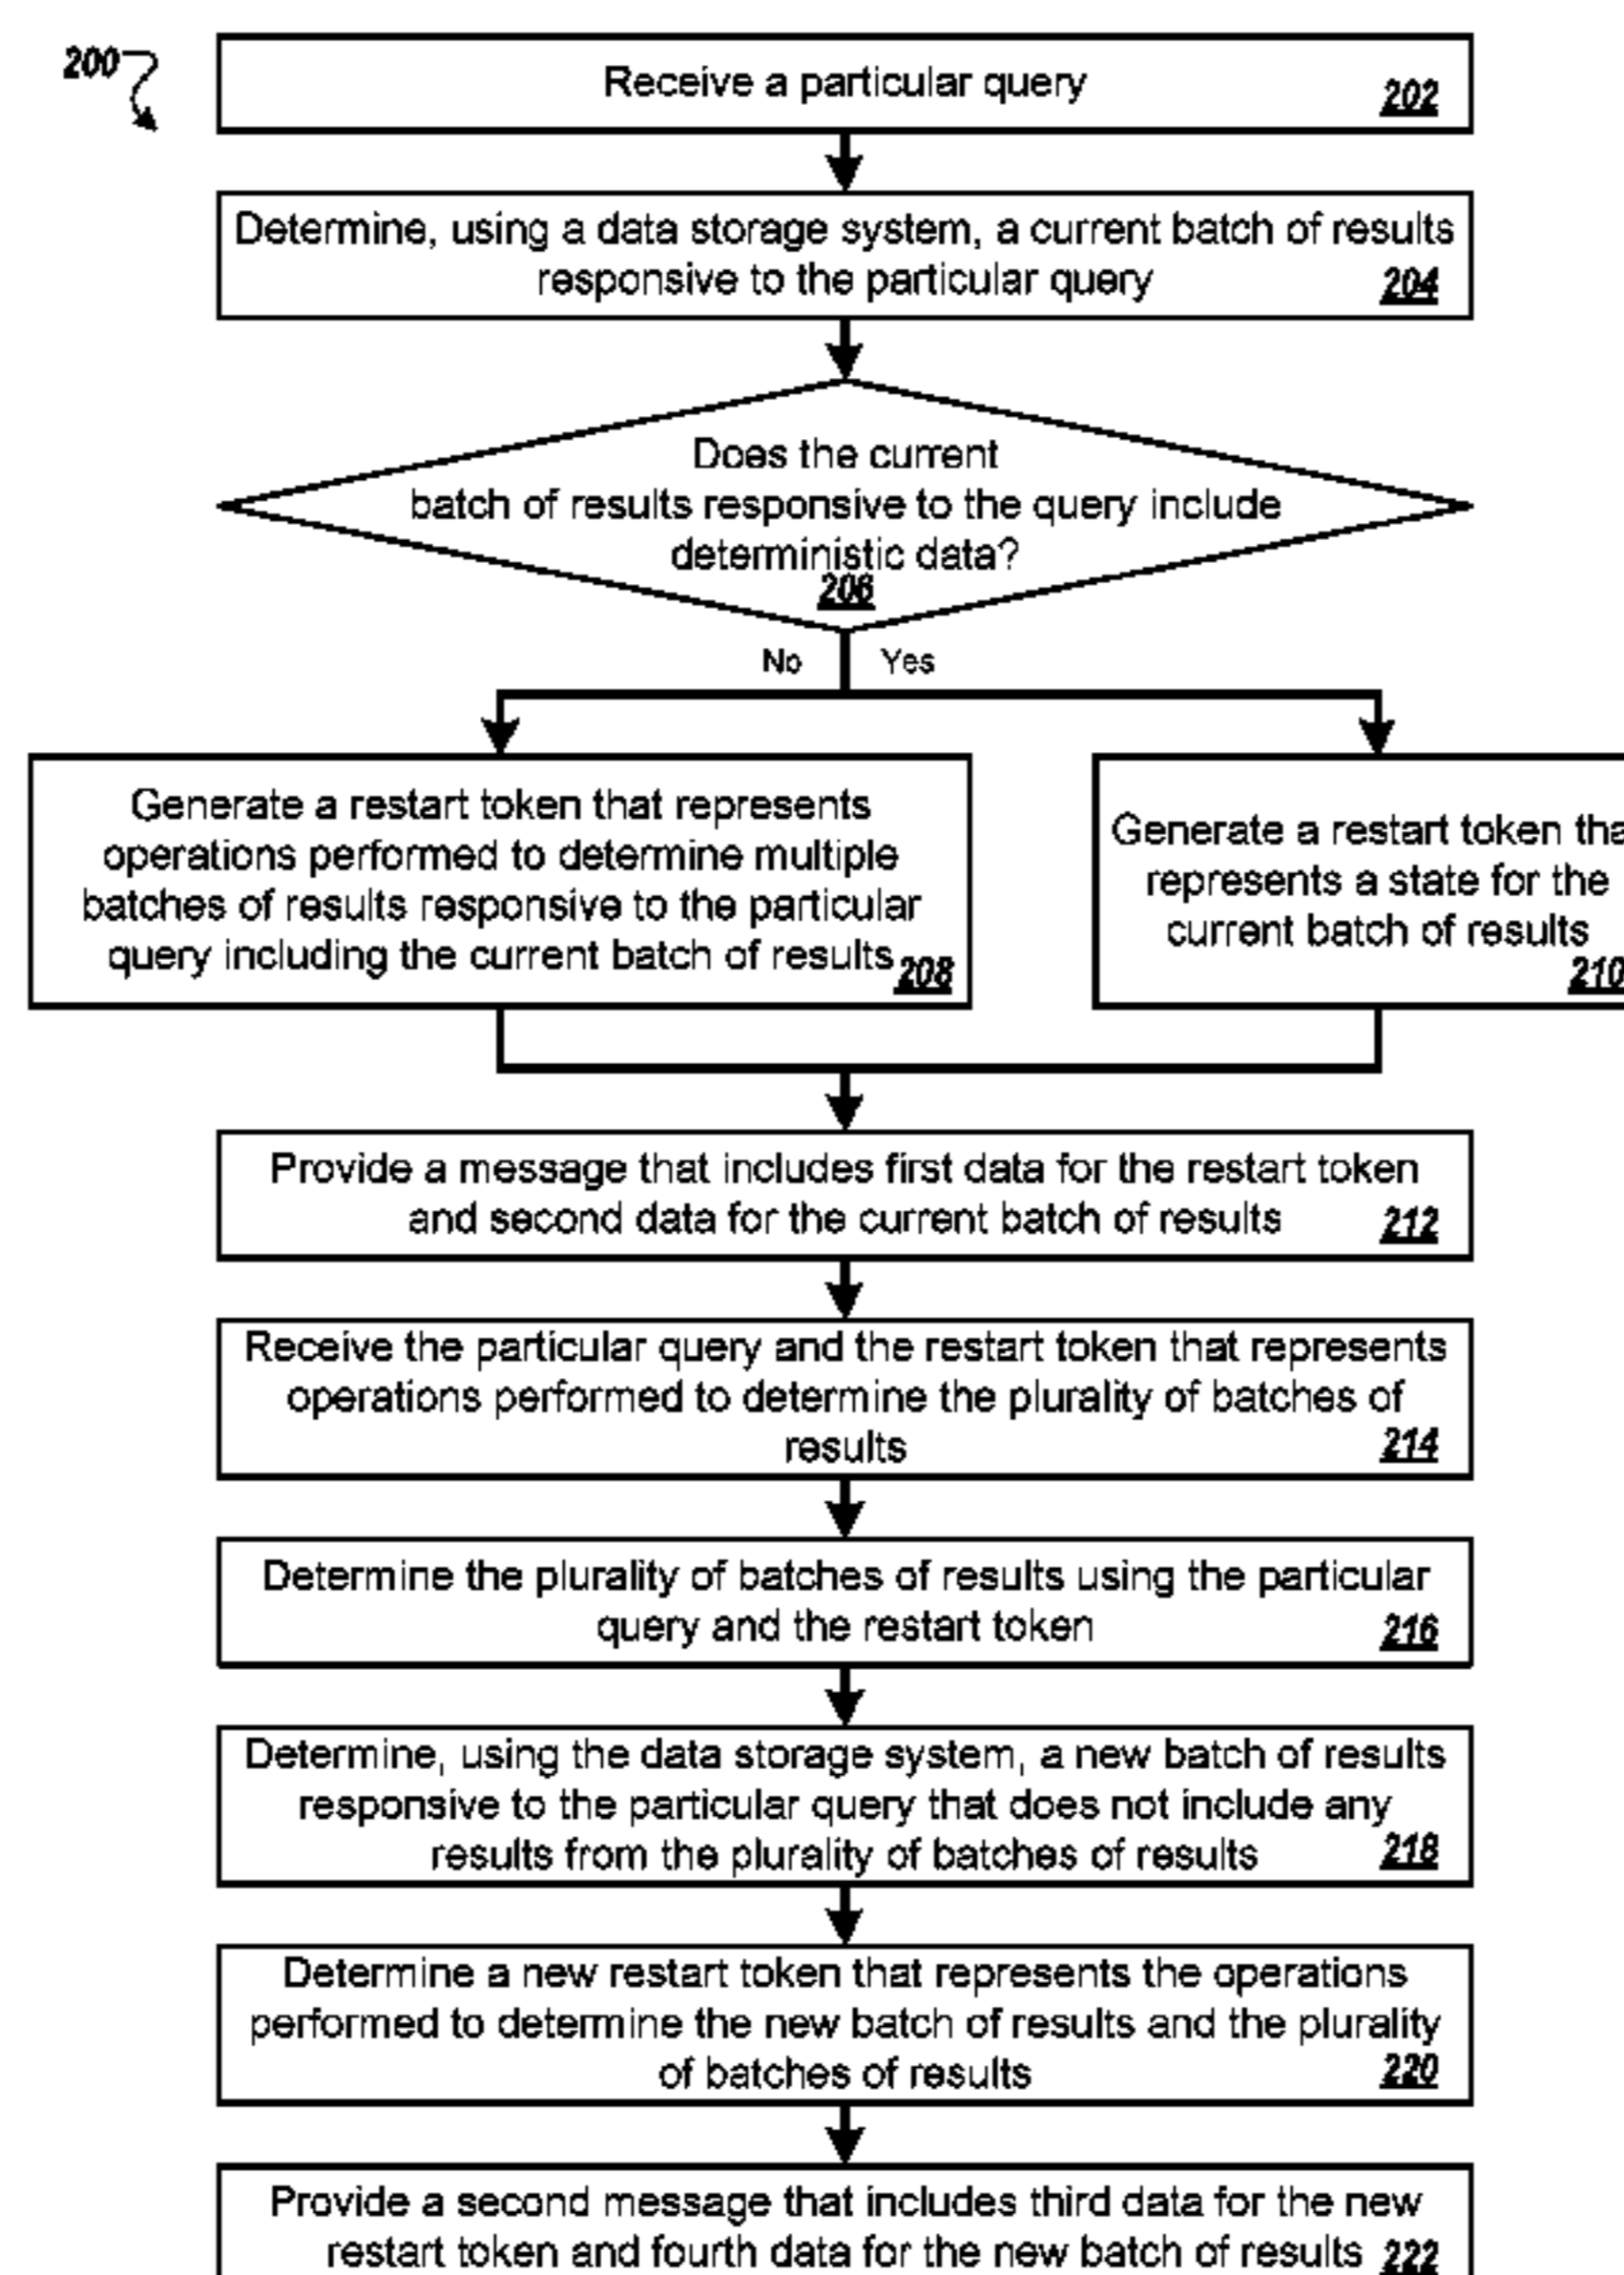 200
Receive a particular query
202
Determine, using a data storage system, a current batch of results
responsive to the particular query
204
Does the current
batch of results responsive to the query include
deterministic data?
206
No
Yes
Generate a restart token that represents
operations performed to determine multiple
batches of results responsive to the particular
query including the current batch of results
208
Generate a restart token tha
represents a state for the
current batch of results
210
Provide a message that includes first data for the restart token
and second data for the current batch of results
212
Receive the particular query and the restart token that represents
operations performed to determine the plurality of batches of
results
214
Determine the plurality of batches of results using the particular
query and the restart token
216
Determine, using the data storage system, a new batch of results
responsive to the particular query that does not include any
results from the plurality of batches of results
218
Determine a new restart token that represents the operations
performed to determine the new batch of results and the plurality
of batches of results
220
Provide a second message that includes third data for the new
restart token and fourth data for the new batch of results
222